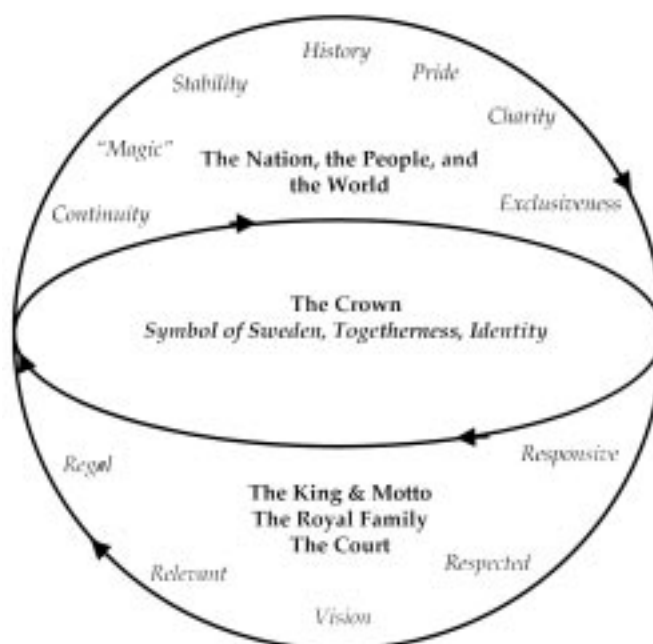 History
Pride
Stability
Charity
"Magic"
The Nation, the People, and
the World
Exclusiveness
Continuity
The Crown
Symbol of Sweden, Togetherness, Identity
Regal
Responsive
The King & Motto
The Royal Family
The Court
Respected
Relevant
Vision